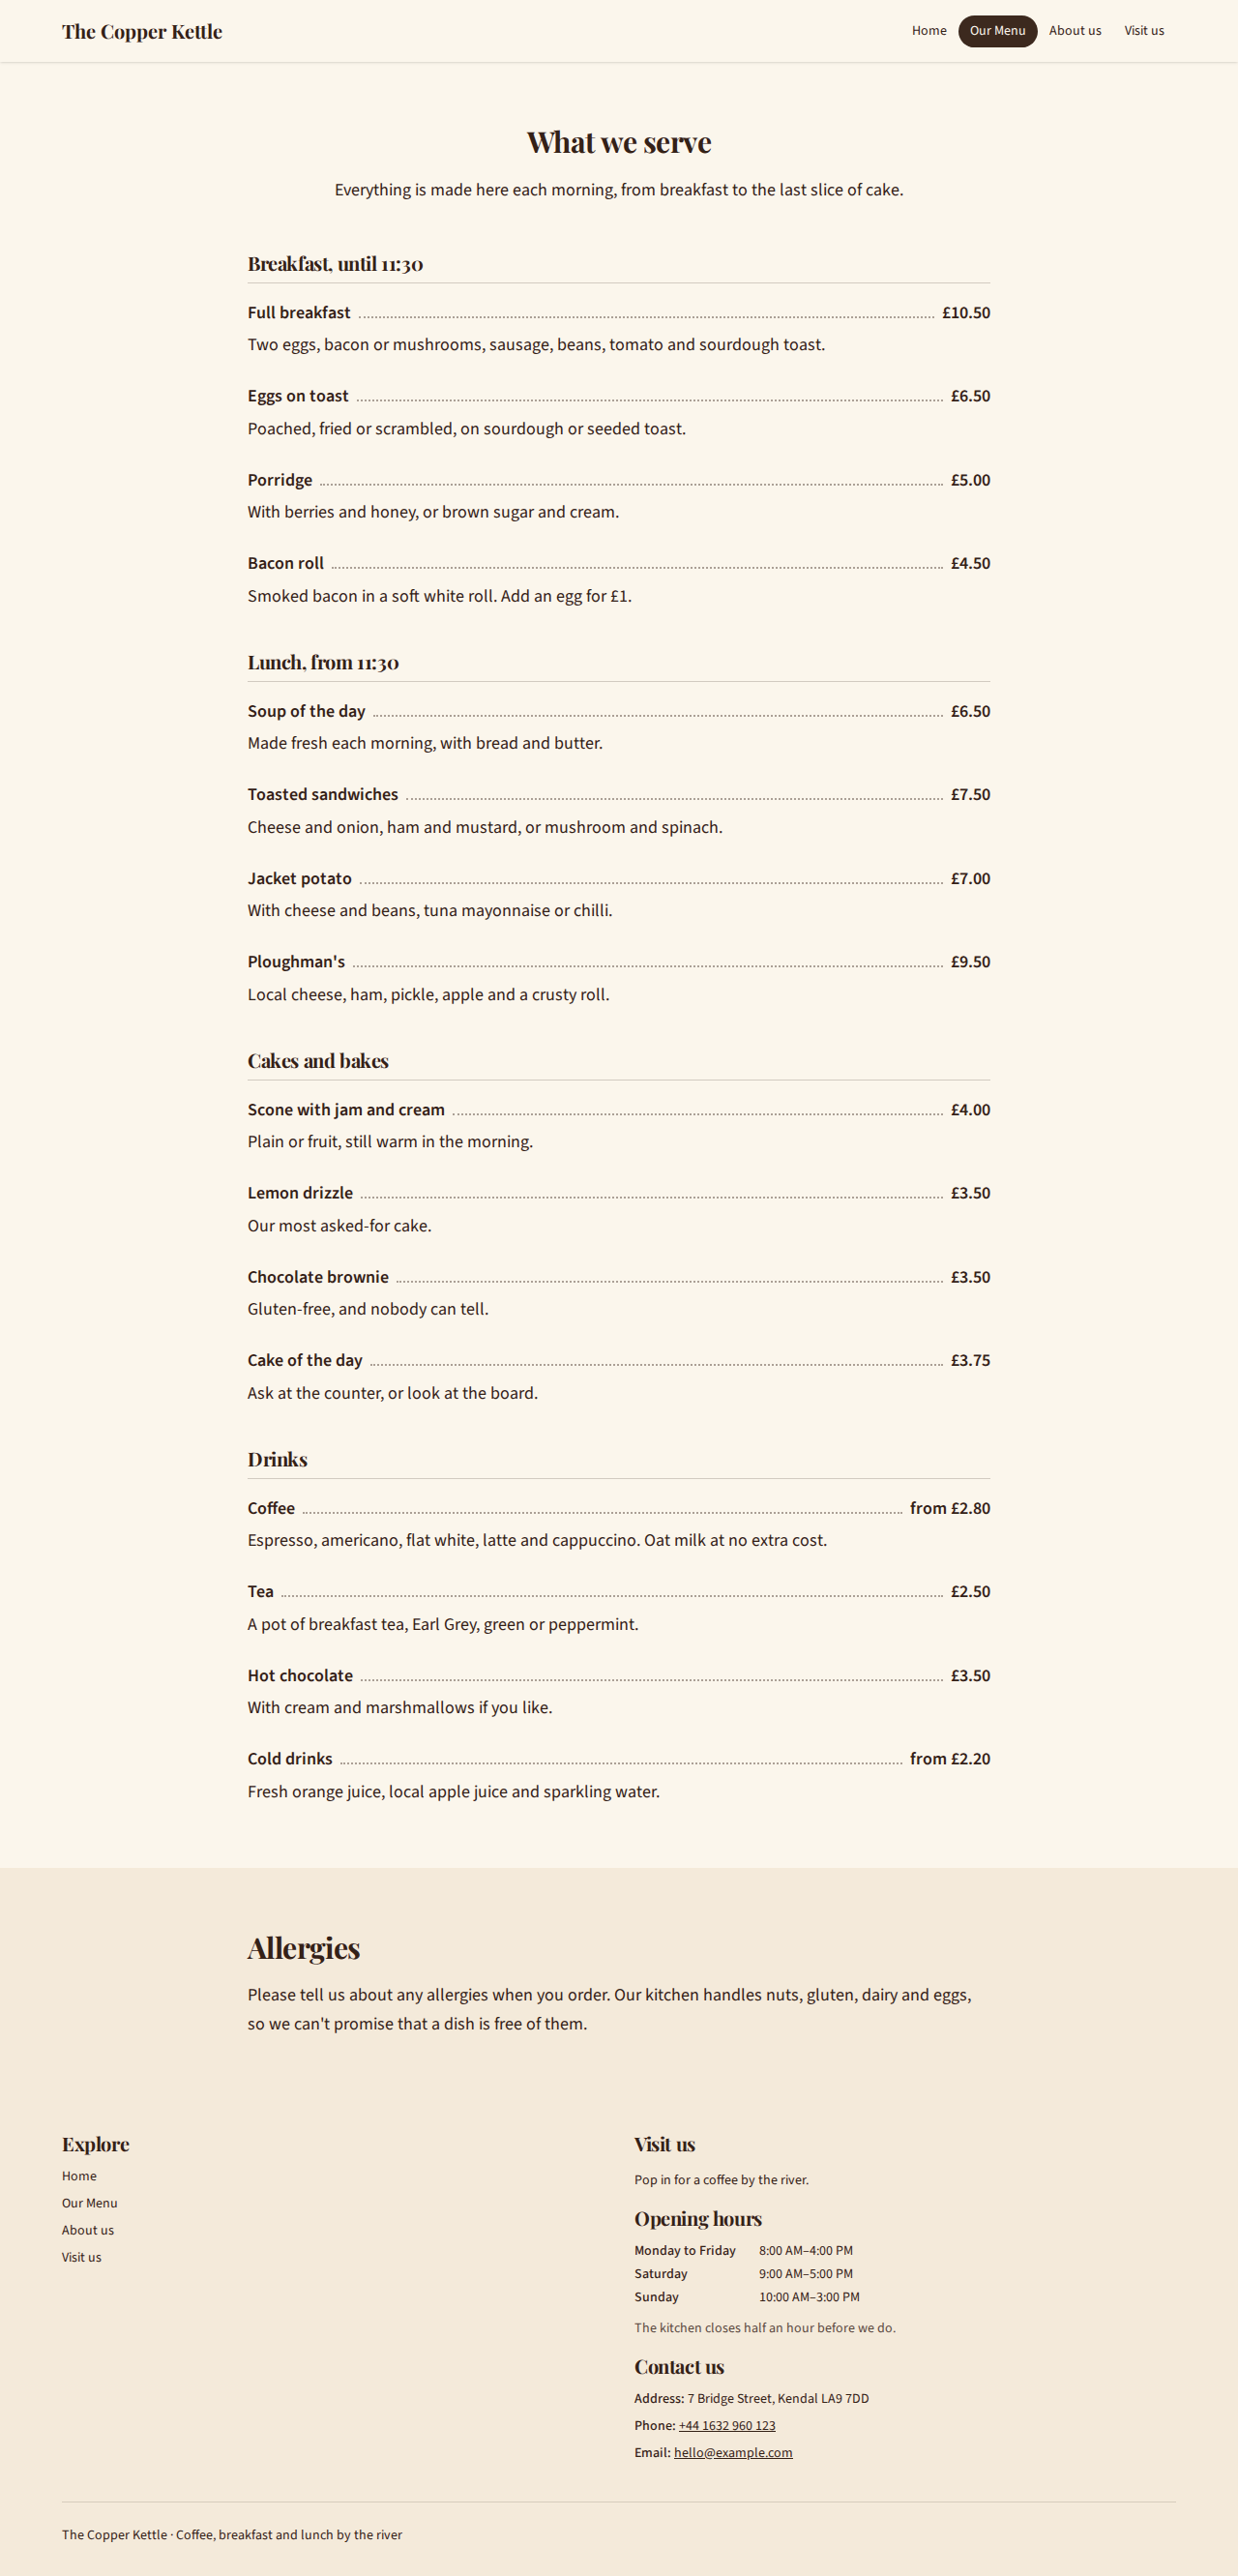 The Copper Kettle
Home Our Menu About us Visit us
What we serve
Everything is made here each morning, from breakfast to the last slice of cake.
Breakfast, until 11:30
Full breakfast £10.50
Two eggs, bacon or mushrooms, sausage, beans, tomato and sourdough toast.
Eggs on toast £6.50
Poached, fried or scrambled, on sourdough or seeded toast.
Porridge £5.00
With berries and honey, or brown sugar and cream.
Bacon roll £4.50
Smoked bacon in a soft white roll. Add an egg for £1.
Lunch, from 11:30
Soup of the day £6.50
Made fresh each morning, with bread and butter.
Toasted sandwiches £7.50
Cheese and onion, ham and mustard, or mushroom and spinach.
Jacket potato £7.00
With cheese and beans, tuna mayonnaise or chilli.
Ploughman's £9.50
Local cheese, ham, pickle, apple and a crusty roll.
Cakes and bakes
Scone with jam and cream £4.00
Plain or fruit, still warm in the morning.
Lemon drizzle £3.50
Our most asked-for cake.
Chocolate brownie £3.50
Gluten-free, and nobody can tell.
Cake of the day £3.75
Ask at the counter, or look at the board.
Drinks
Coffee from £2.80
Espresso, americano, flat white, latte and cappuccino. Oat milk at no extra cost.
Tea £2.50
A pot of breakfast tea, Earl Grey, green or peppermint.
Hot chocolate £3.50
With cream and marshmallows if you like.
Cold drinks from £2.20
Fresh orange juice, local apple juice and sparkling water.
Allergies
Please tell us about any allergies when you order. Our kitchen handles nuts, gluten, dairy and eggs,
so we can't promise that a dish is free of them.
Explore
Home
Our Menu
About us
Visit us
Visit us
Pop in for a coffee by the river.
Opening hours
Monday to Friday 8:00 AM–4:00 PM
Saturday 9:00 AM–5:00 PM
Sunday 10:00 AM–3:00 PM
The kitchen closes half an hour before we do.
Contact us
Address: 7 Bridge Street, Kendal LA9 7DD
Phone: +44 1632 960 123
Email: hello@example.com
The Copper Kettle · Coffee, breakfast and lunch by the river